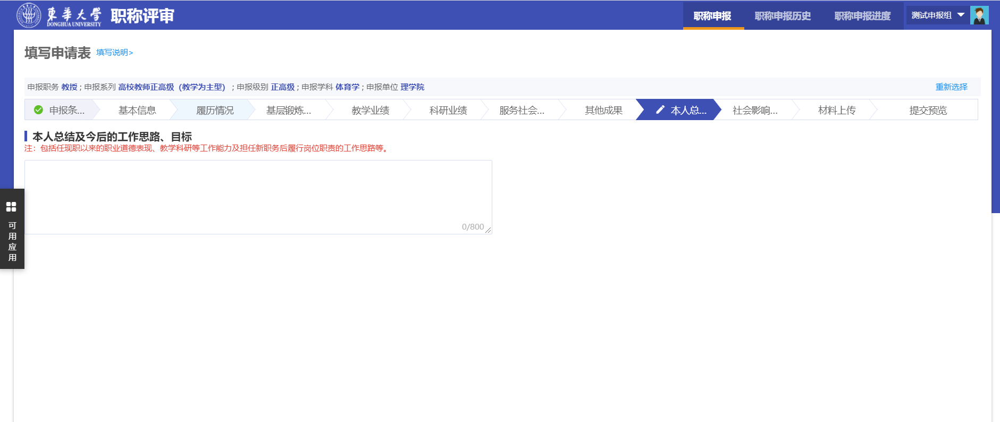 東華大学 DONGHUA UNIVERSITY 职称评审 职称申报 职称申报历史 职称申报进度 测试申报组
填写申请表 填写说明>
申报职务 教授 ; 申报系列 高校教师正高级（教学为主型） ; 申报级别 正高级 ; 申报学科 体育学 ; 申报单位 理学院 重新选择
申报条... 基本信息 履历情况 基层锻炼... 教学业绩 科研业绩 服务社会... 其他成果 本人总... 社会影响... 材料上传 提交预览
本人总结及今后的工作思路、目标
注：包括任现职以来的职业道德表现、教学科研等工作能力及担任新职务后履行岗位职责的工作思路等。
0/800
可用应用